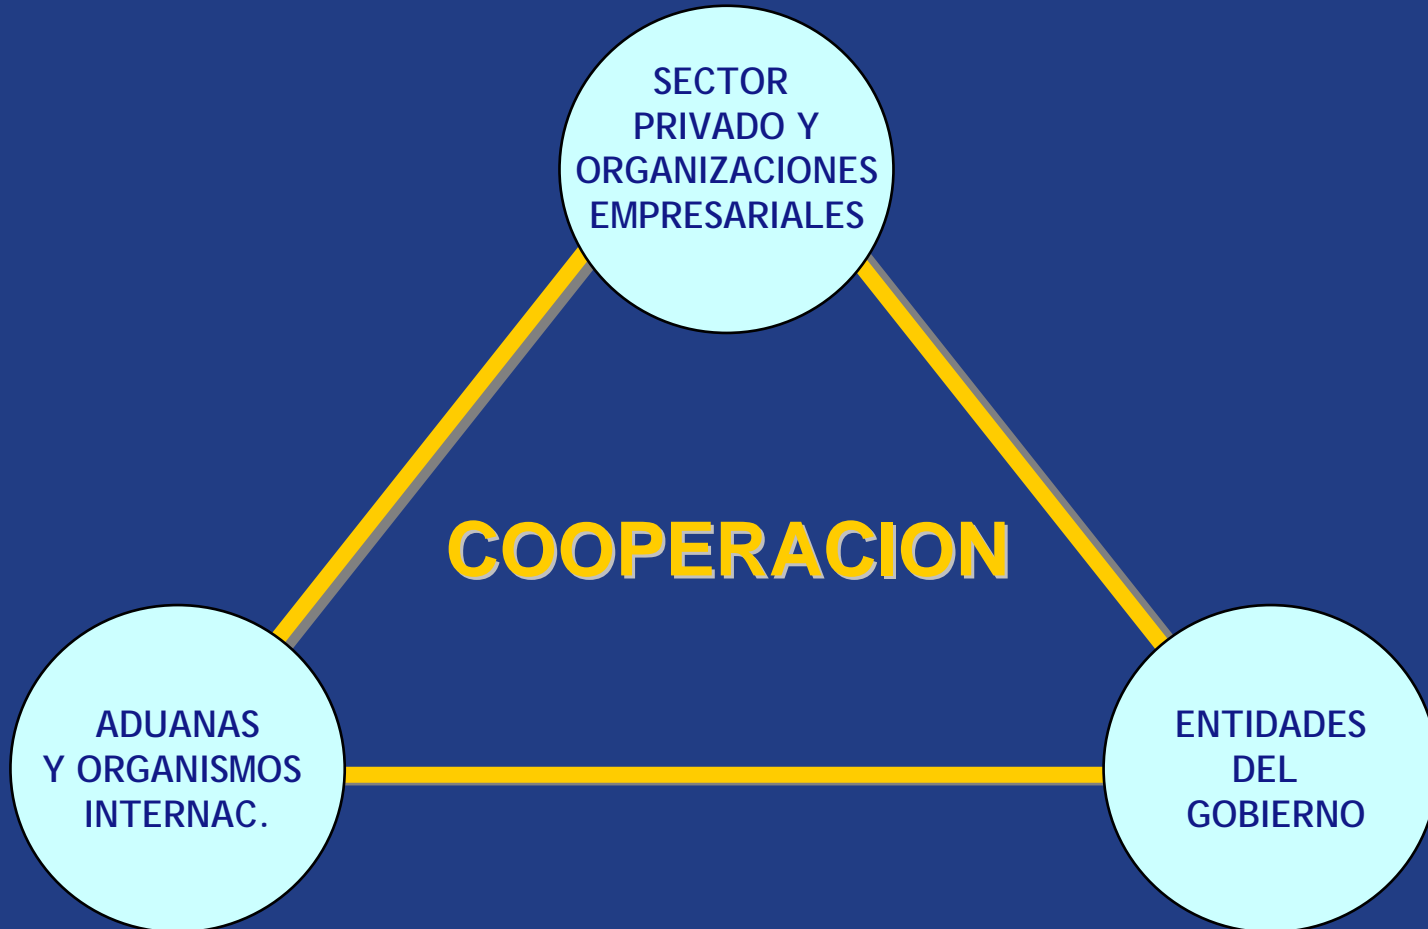 SECTOR
PRIVADO Y
ORGANIZACIONES
EMPRESARIALES
COOPERACION
ADUANAS
Y ORGANISMOS
INTERNAC.
ENTIDADES
DEL
GOBIERNO